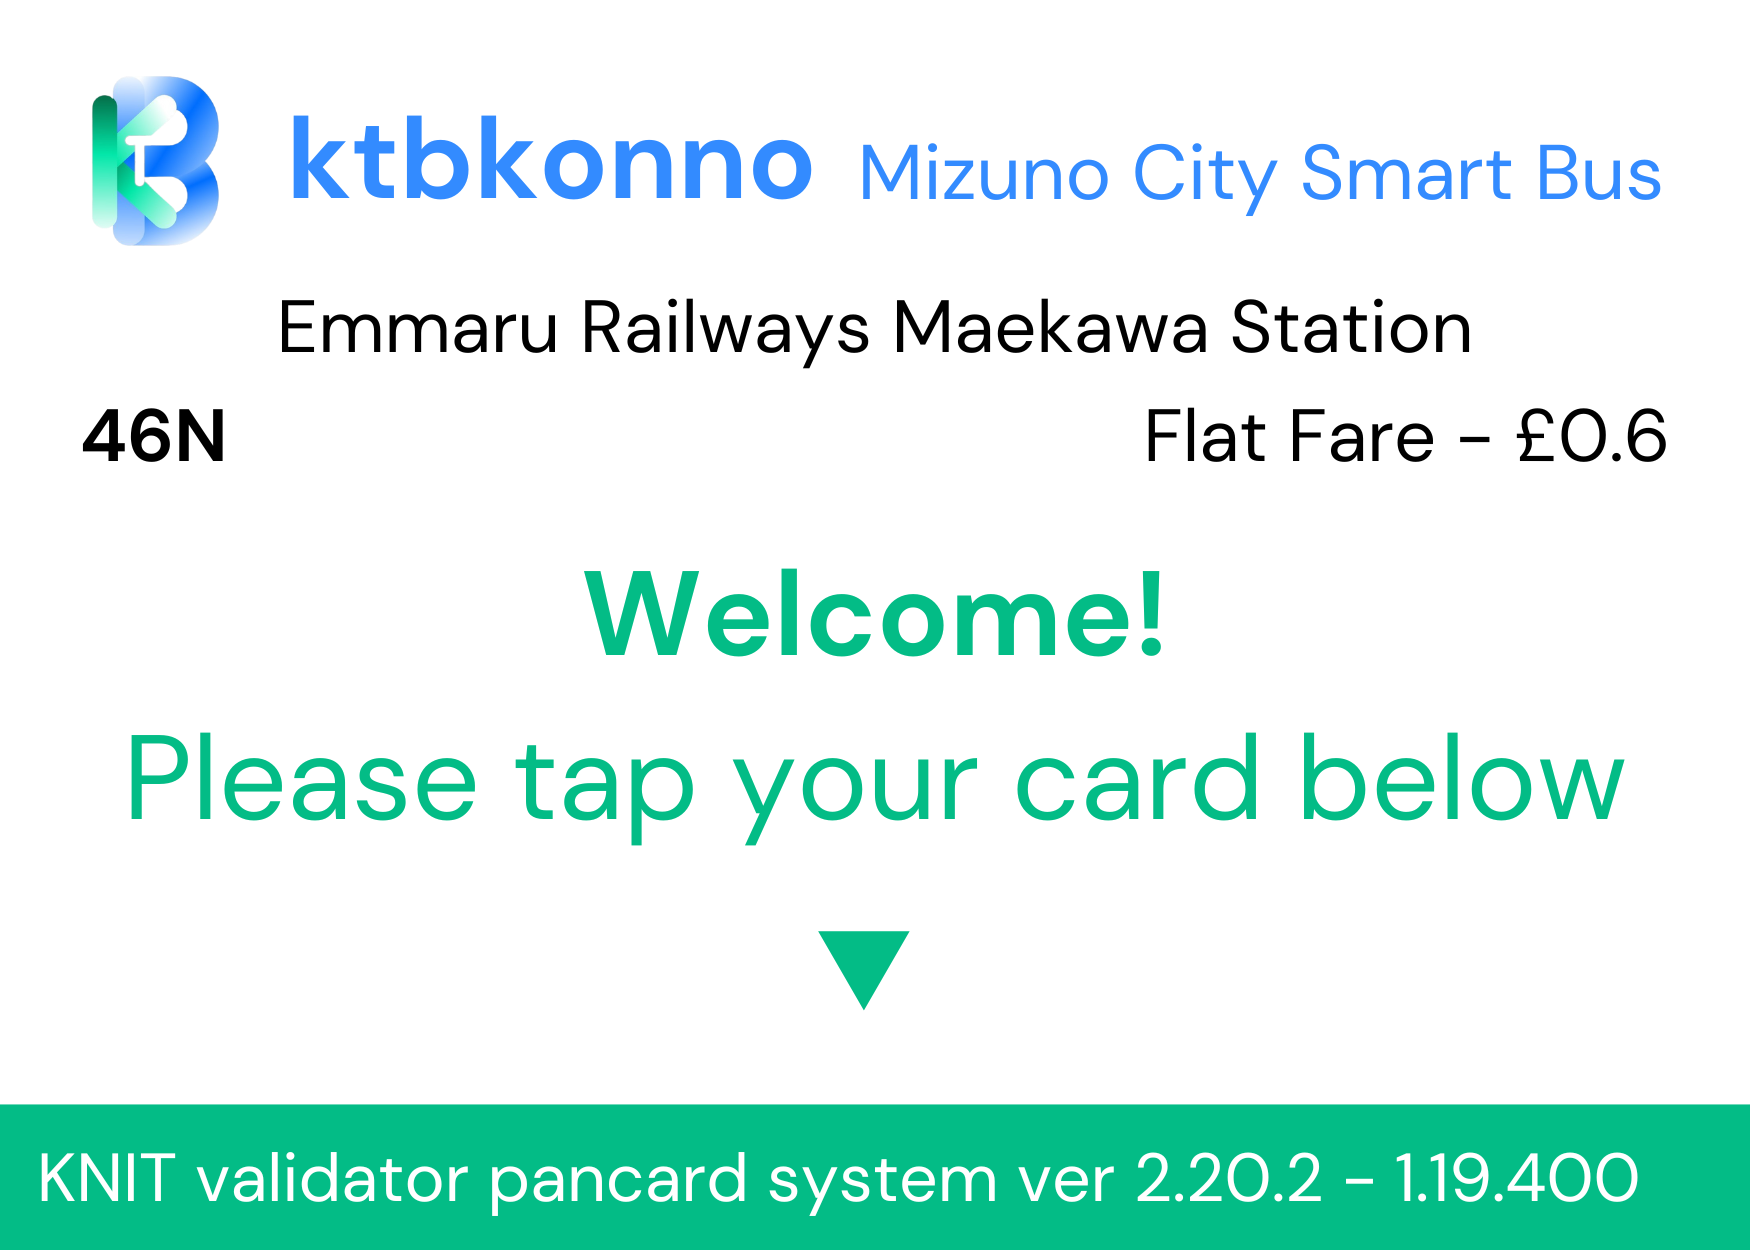 ktbkonno Mizuno City Smart Bus
Emmaru Railways Maekawa Station
46N Flat Fare - £0.6
Welcome!
Please tap your card below
KNIT validator pancard system ver 2.20.2 - 1.19.400